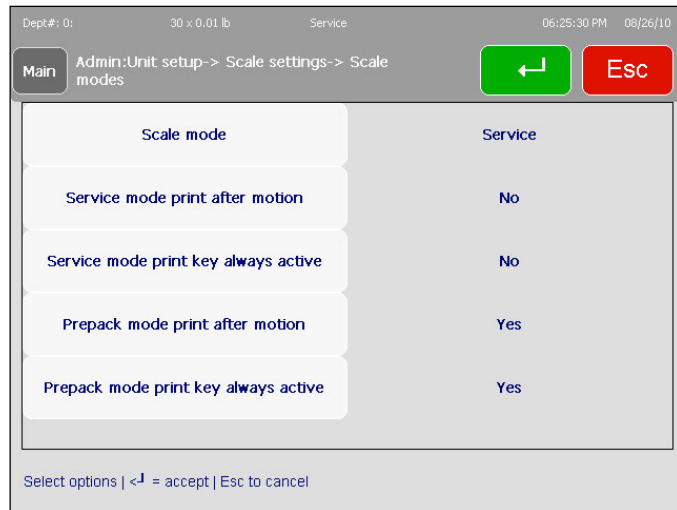 Dept#: 0: 30 x 0.01 lb Service 06:25:30 PM 08/26/10
Main
Admin:Unit setup-> Scale settings-> Scale
modes
Esc
Scale mode Service
Service mode print after motion No
Service mode print key always active No
Prepack mode print after motion Yes
Prepack mode print key always active Yes
Select options | <┘ = accept | Esc to cancel